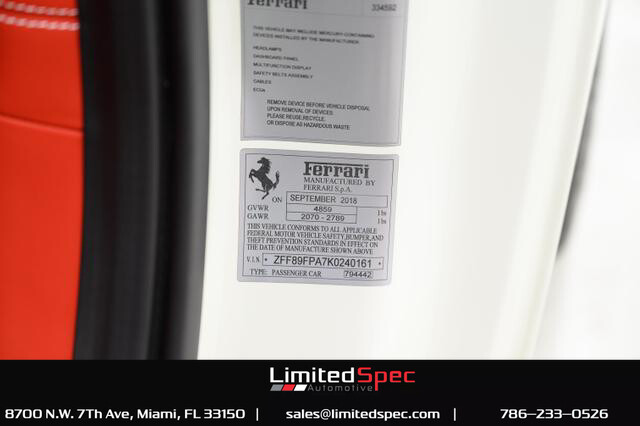 Ferrari
334592
THIS VEHICLE MAY INCLUDE MERCURY-CONTAINING
DEVICES INSTALLED BY THE MANUFACTURER:
HEADLAMPS
DASHBOARD PANEL
MULTIFUNCTION DISPLAY
SAFETY BELTS ASSEMBLY
CABLES
ECUs
REMOVE DEVICE BEFORE VEHICLE DISPOSAL
UPON REMOVAL OF DEVICES:
PLEASE REUSE,RECYCLE,
OR DISPOSE AS HAZARDOUS WASTE
Ferrari
MANUFACTURED BY
FERRARI S.p.A.
ON SEPTEMBER 2018
GVWR 4859 lbs
GAWR 2070 - 2789 lbs
THIS VEHICLE CONFORMS TO ALL APPLICABLE
FEDERAL MOTOR VEHICLE SAFETY,BUMPER,AND
THEFT PREVENTION STANDARDS IN EFFECT ON
THE DATE OF MANUFACTURE SHOWN ABOVE
V.I.N. * ZFF89FPA7K0240161 *
TYPE: PASSENGER CAR 794442
LimitedSpec
Automotive
8700 N.W. 7Th Ave, Miami, FL 33150 | sales@limitedspec.com | 786-233-0526